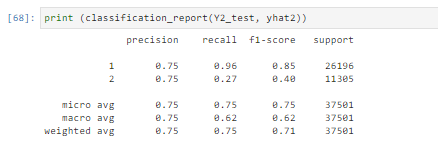 [68]: print (classification_report(Y2_test, yhat2))
precision recall f1-score support
1 0.75 0.96 0.85 26196
2 0.75 0.27 0.40 11305
micro avg 0.75 0.75 0.75 37501
macro avg 0.75 0.62 0.62 37501
weighted avg 0.75 0.75 0.71 37501